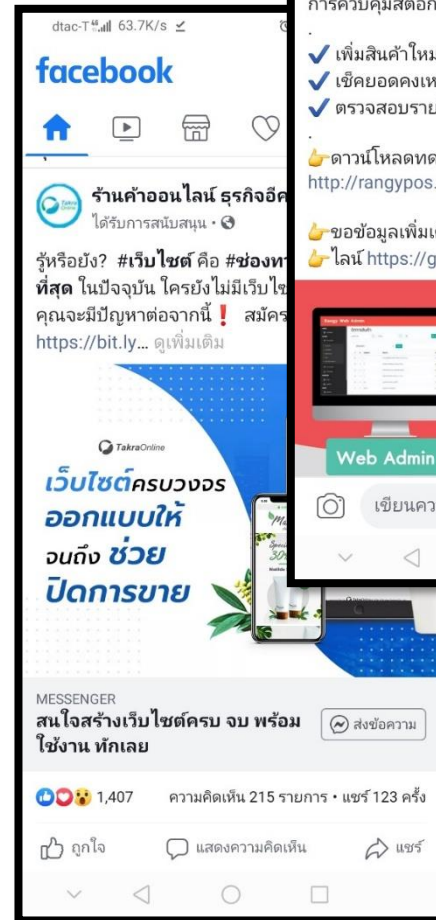 dtac-T 63.7K/s
facebook
ร้านค้าออนไลน์ ธุรกิจอีค
ได้รับการสนับสนุน •
รู้หรือยัง? #เว็บไซต์ คือ #ช่องทา
ที่สุด ในปัจจุบัน ใครยังไม่มีเว็บไซ
คุณจะมีปัญหาต่อจากนี้❗ สมัคร
https://bit.ly… ดูเพิ่มเติม
TakraOnline
เว็บไซต์ครบวงจร
ออกแบบให้
จนถึง ช่วย
ปิดการขาย
MESSENGER
สนใจสร้างเว็บไซต์ครบ จบ พร้อม
ใช้งาน ทักเลย
ส่งข้อความ
1,407 ความคิดเห็น 215 รายการ • แชร์ 123 ครั้ง
ถูกใจ แสดงความคิดเห็น แชร์
การควบคุมสต็อก
.
เพิ่มสินค้าใหม
เช็คยอดคงเห
ตรวจสอบราย
.
👉ดาวน์โหลดทด
http://rangypos.
👉ขอข้อมูลเพิ่มเ
👉ไลน์ https://g
Web Admin
เขียนคว